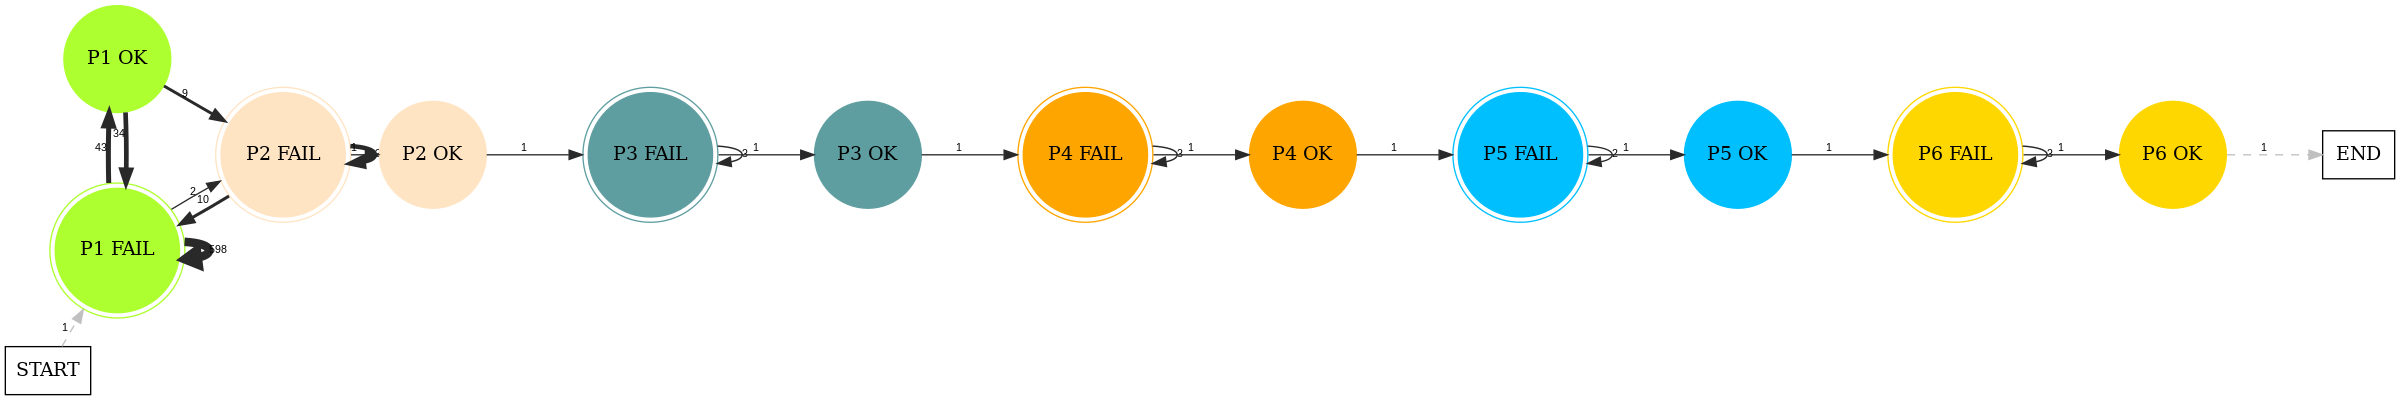 P1 OK
9
34
43
P2 FAIL
1
P2 OK
1
P3 FAIL
3
1
P3 OK
1
P4 FAIL
3
1
P4 OK
1
P5 FAIL
2
1
P5 OK
1
P6 FAIL
3
1
P6 OK
1
END
2
10
P1 FAIL
598
1
START